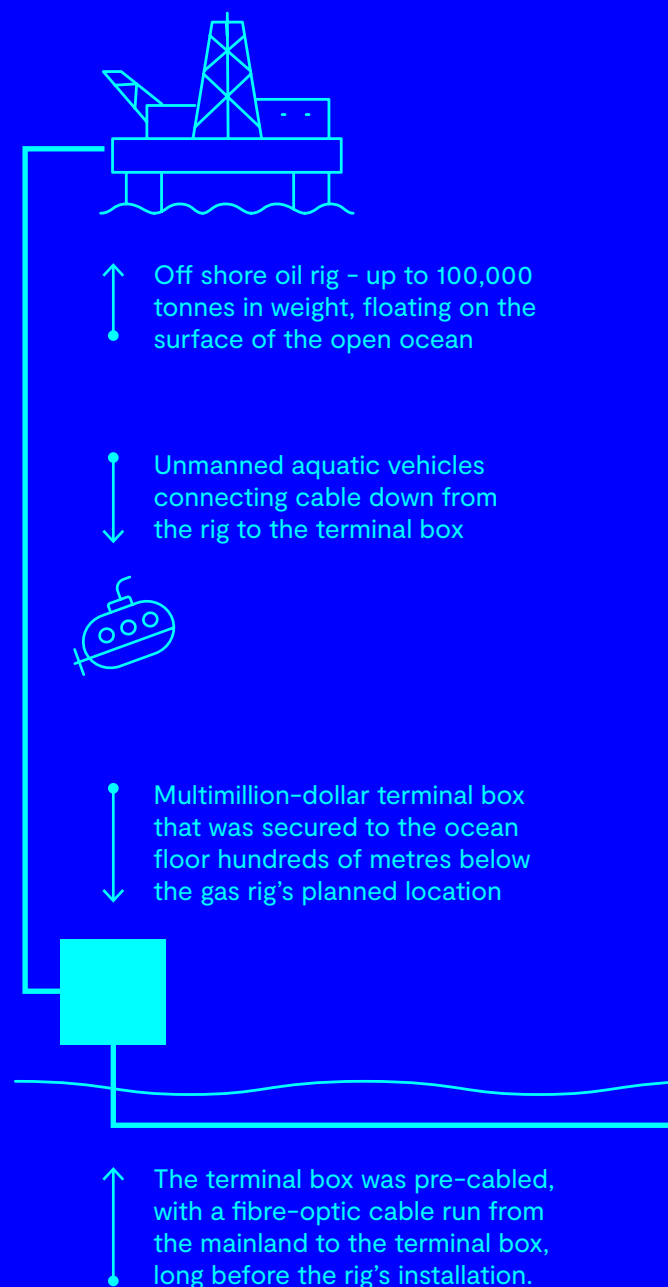 Off shore oil rig – up to 100,000
tonnes in weight, floating on the
surface of the open ocean
Unmanned aquatic vehicles
connecting cable down from
the rig to the terminal box
Multimillion-dollar terminal box
that was secured to the ocean
floor hundreds of metres below
the gas rig’s planned location
The terminal box was pre-cabled,
with a fibre-optic cable run from
the mainland to the terminal box,
long before the rig’s installation.